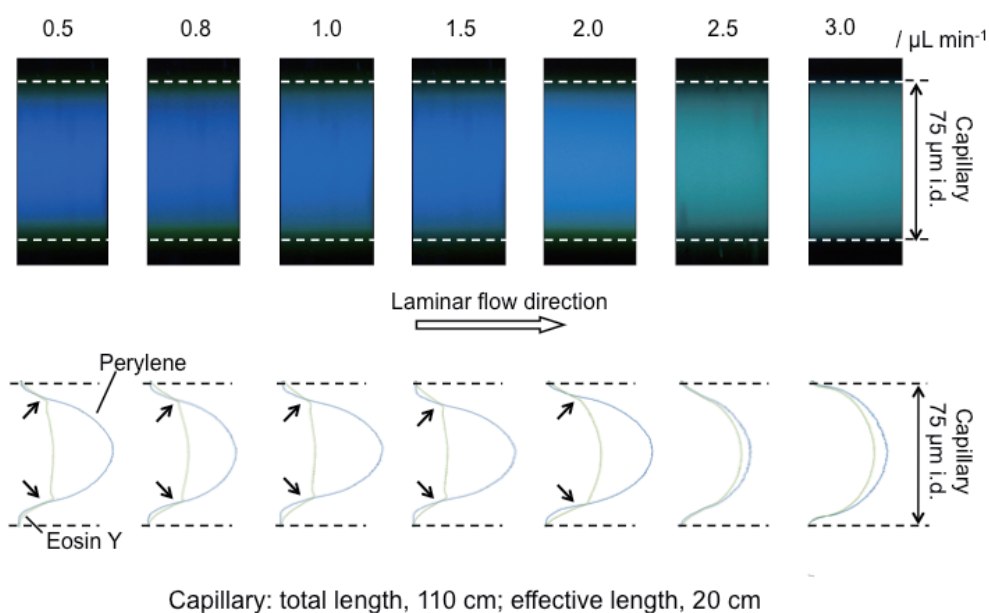 0.5 0.8 1.0 1.5 2.0 2.5 3.0 / µL min⁻¹
Capillary
75 µm i.d.
Laminar flow direction
Perylene
Capillary
75 µm i.d.
Eosin Y
Capillary: total length, 110 cm; effective length, 20 cm